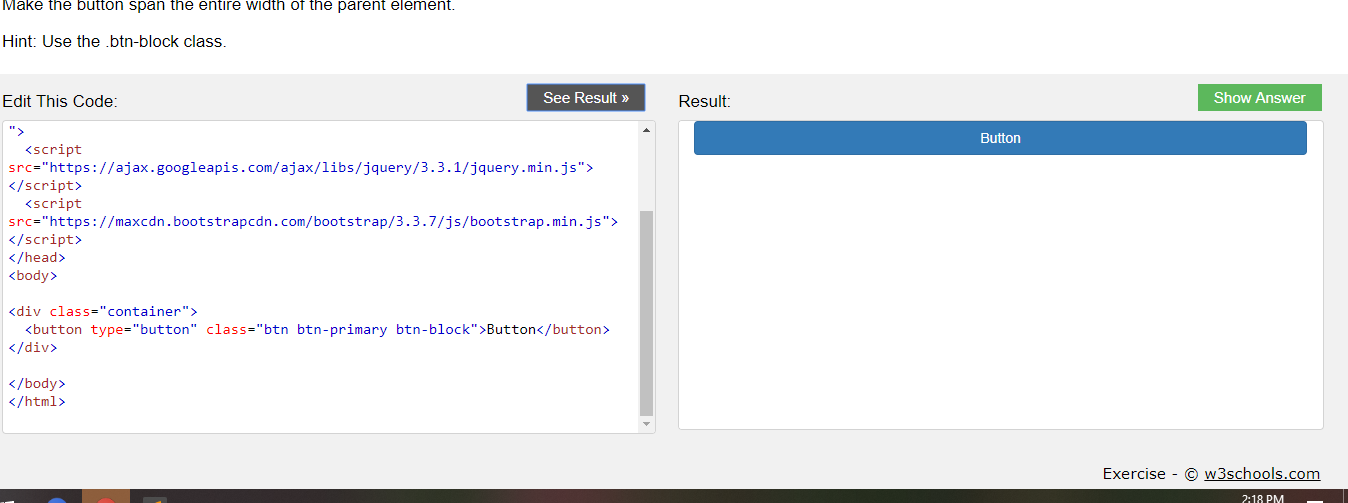 Make the button span the entire width of the parent element.
Hint: Use the .btn-block class.
Edit This Code:
See Result »
Result:
Show Answer
">
<script
src="https://ajax.googleapis.com/ajax/libs/jquery/3.3.1/jquery.min.js">
</script>
<script
src="https://maxcdn.bootstrapcdn.com/bootstrap/3.3.7/js/bootstrap.min.js">
</script>
</head>
<body>
<div class="container">
<button type="button" class="btn btn-primary btn-block">Button</button>
</div>
</body>
</html>
Button
Exercise - © w3schools.com
2:18 PM